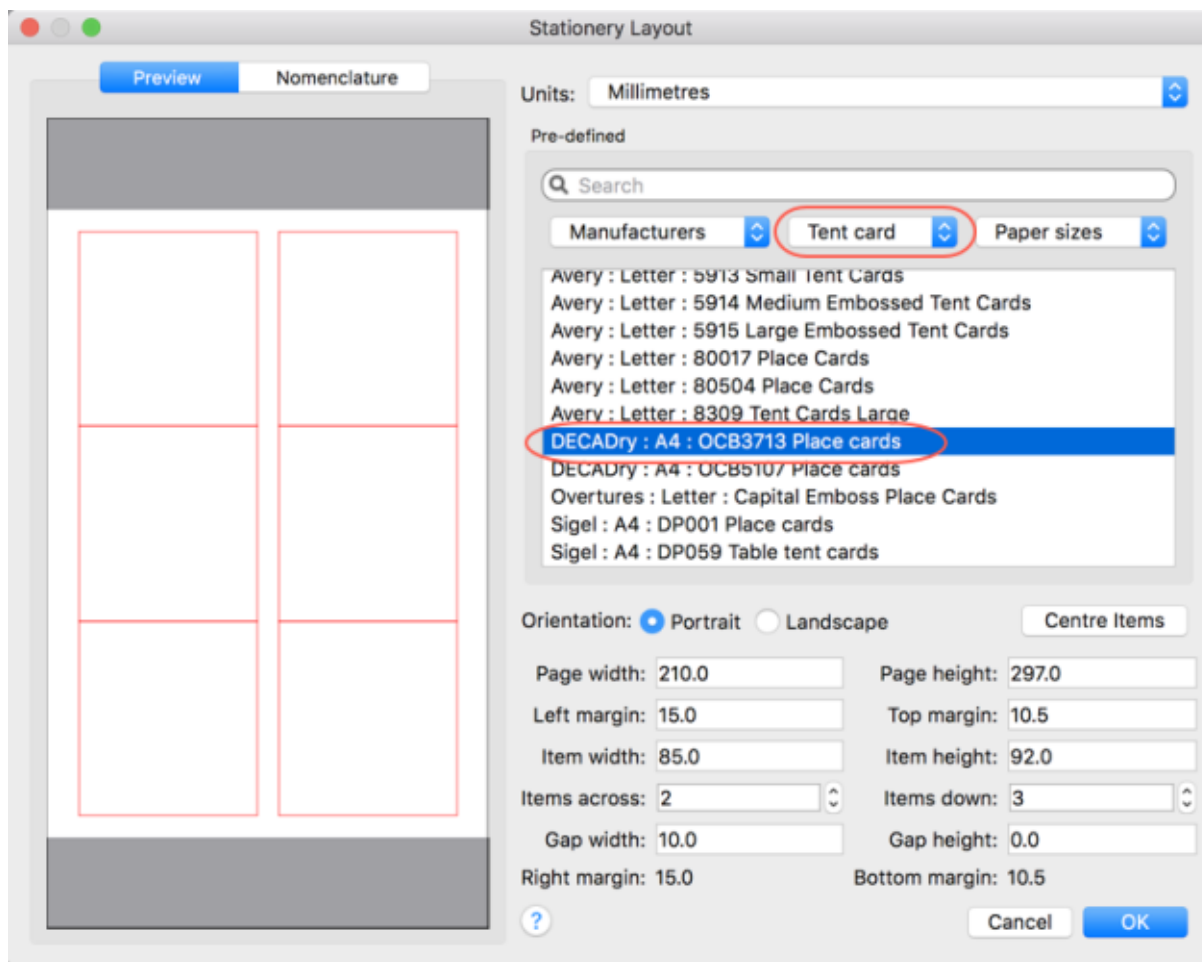 Stationery Layout
Preview Nomenclature
Units: Millimetres
Pre-defined
Search
Manufacturers Tent card Paper sizes
Avery : Letter : 5913 Small Tent Cards
Avery : Letter : 5914 Medium Embossed Tent Cards
Avery : Letter : 5915 Large Embossed Tent Cards
Avery : Letter : 80017 Place Cards
Avery : Letter : 80504 Place Cards
Avery : Letter : 8309 Tent Cards Large
DECADry : A4 : OCB3713 Place cards
DECADry : A4 : OCB5107 Place cards
Overtures : Letter : Capital Emboss Place Cards
Sigel : A4 : DP001 Place cards
Sigel : A4 : DP059 Table tent cards
Orientation: Portrait Landscape Centre Items
Page width: 210.0 Page height: 297.0
Left margin: 15.0 Top margin: 10.5
Item width: 85.0 Item height: 92.0
Items across: 2 Items down: 3
Gap width: 10.0 Gap height: 0.0
Right margin: 15.0 Bottom margin: 10.5
? Cancel OK